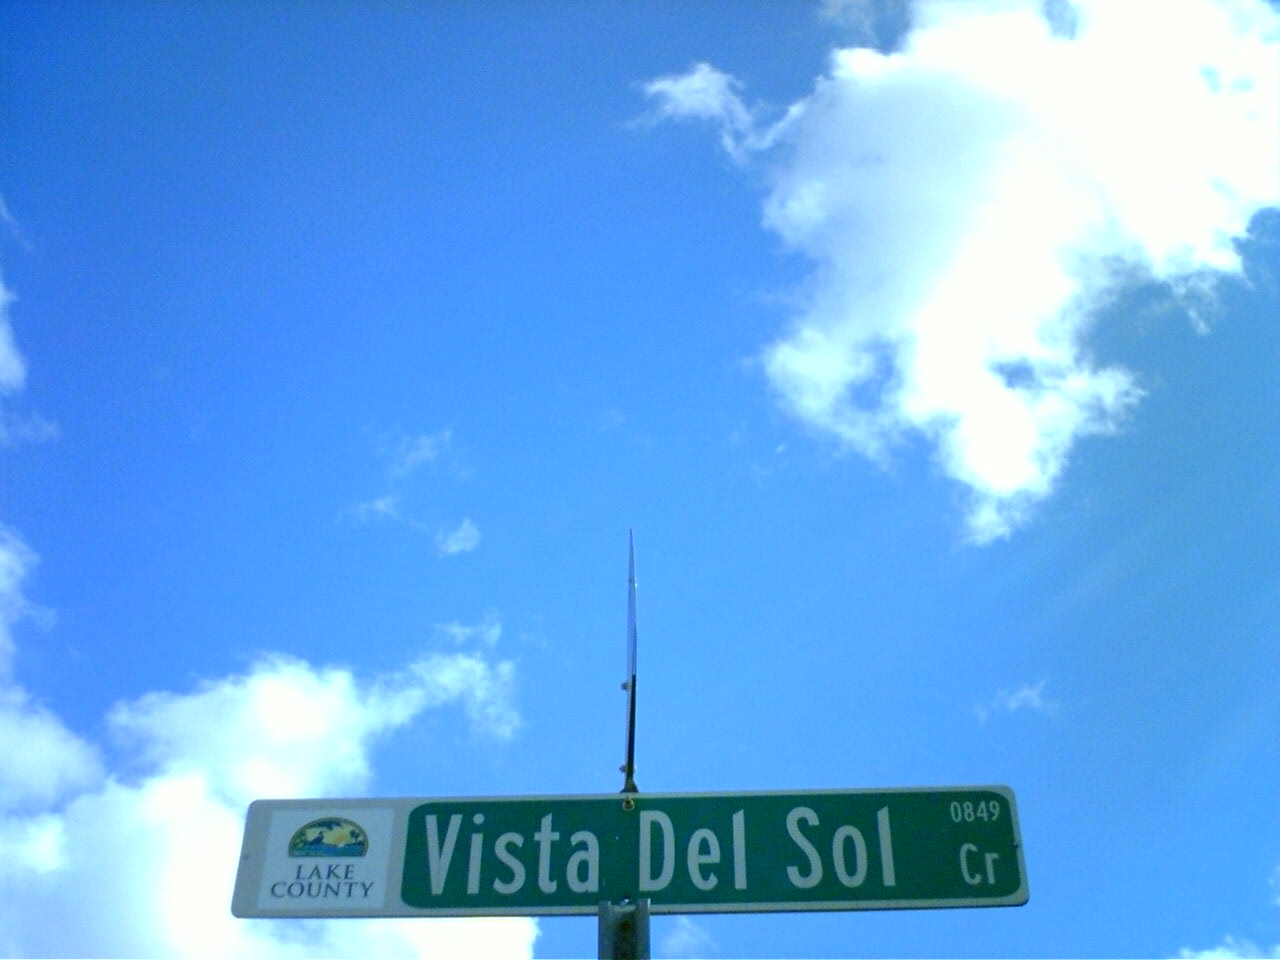 LAKE
COUNTY
Vista Del Sol
0849
Cr